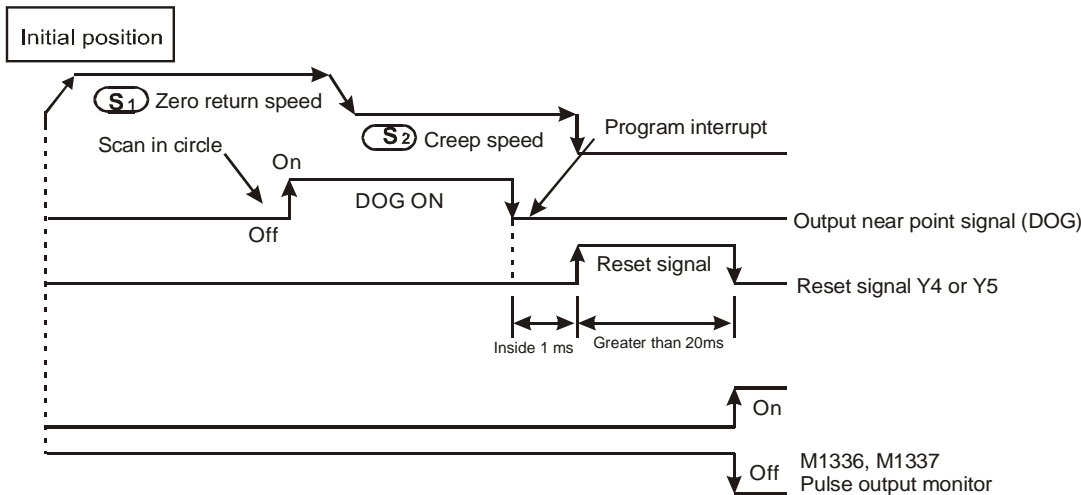 Initial position
S1 Zero return speed
S2 Creep speed
Program interrupt
Scan in circle
On
DOG ON
Off
Output near point signal (DOG)
Reset signal
Reset signal Y4 or Y5
Inside 1 ms
Greater than 20ms
On
Off
M1336, M1337
Pulse output monitor